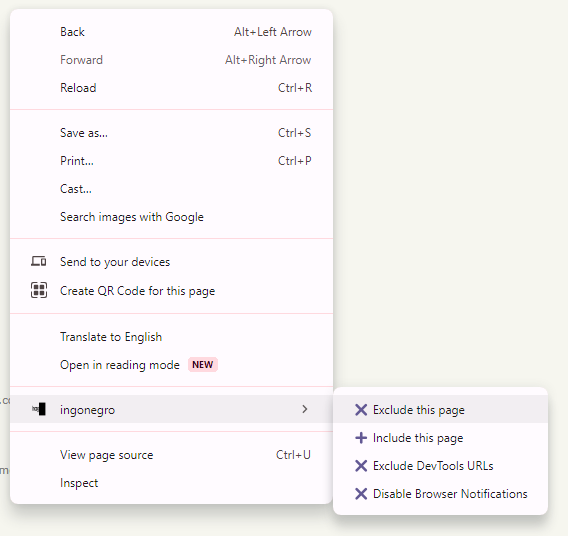 Back Alt+Left Arrow
Forward Alt+Right Arrow
Reload Ctrl+R
Save as... Ctrl+S
Print... Ctrl+P
Cast...
Search images with Google
Send to your devices
Create QR Code for this page
Translate to English
Open in reading mode NEW
ingonegro
Exclude this page
Include this page
Exclude DevTools URLs
Disable Browser Notifications
View page source Ctrl+U
Inspect